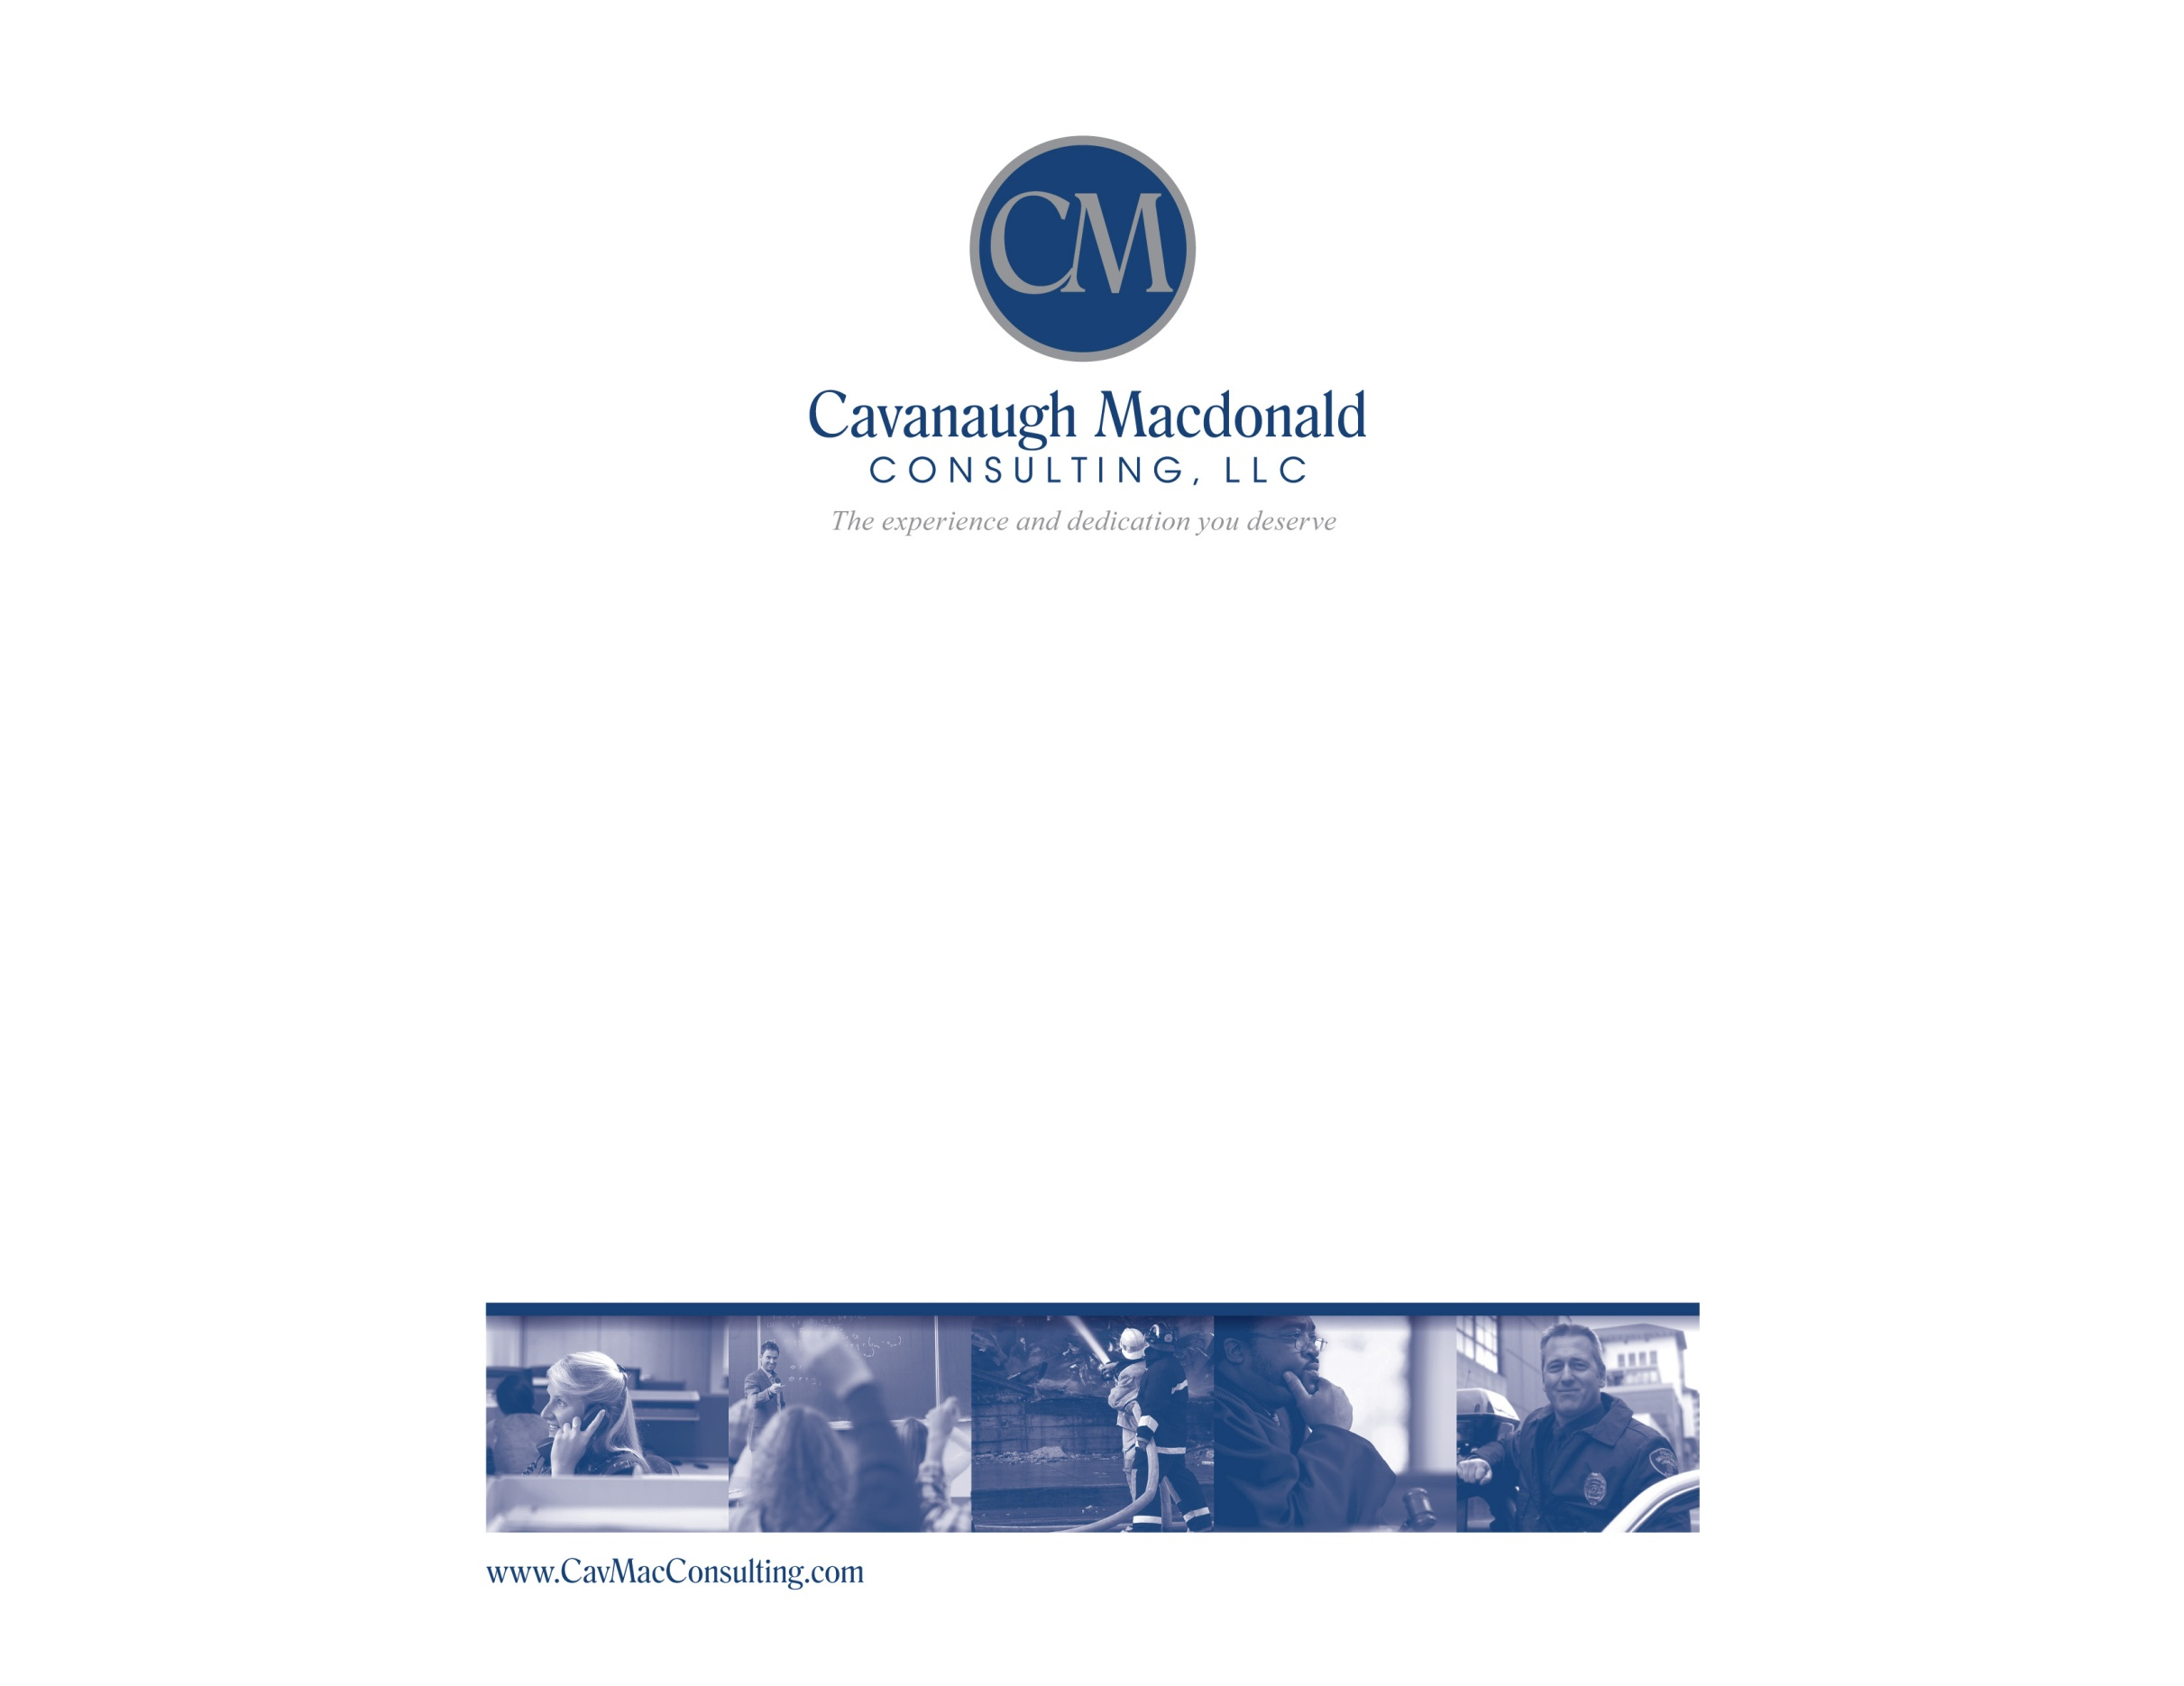 CM
Cavanaugh Macdonald
CONSULTING, LLC
The experience and dedication you deserve
www.CavMacConsulting.com